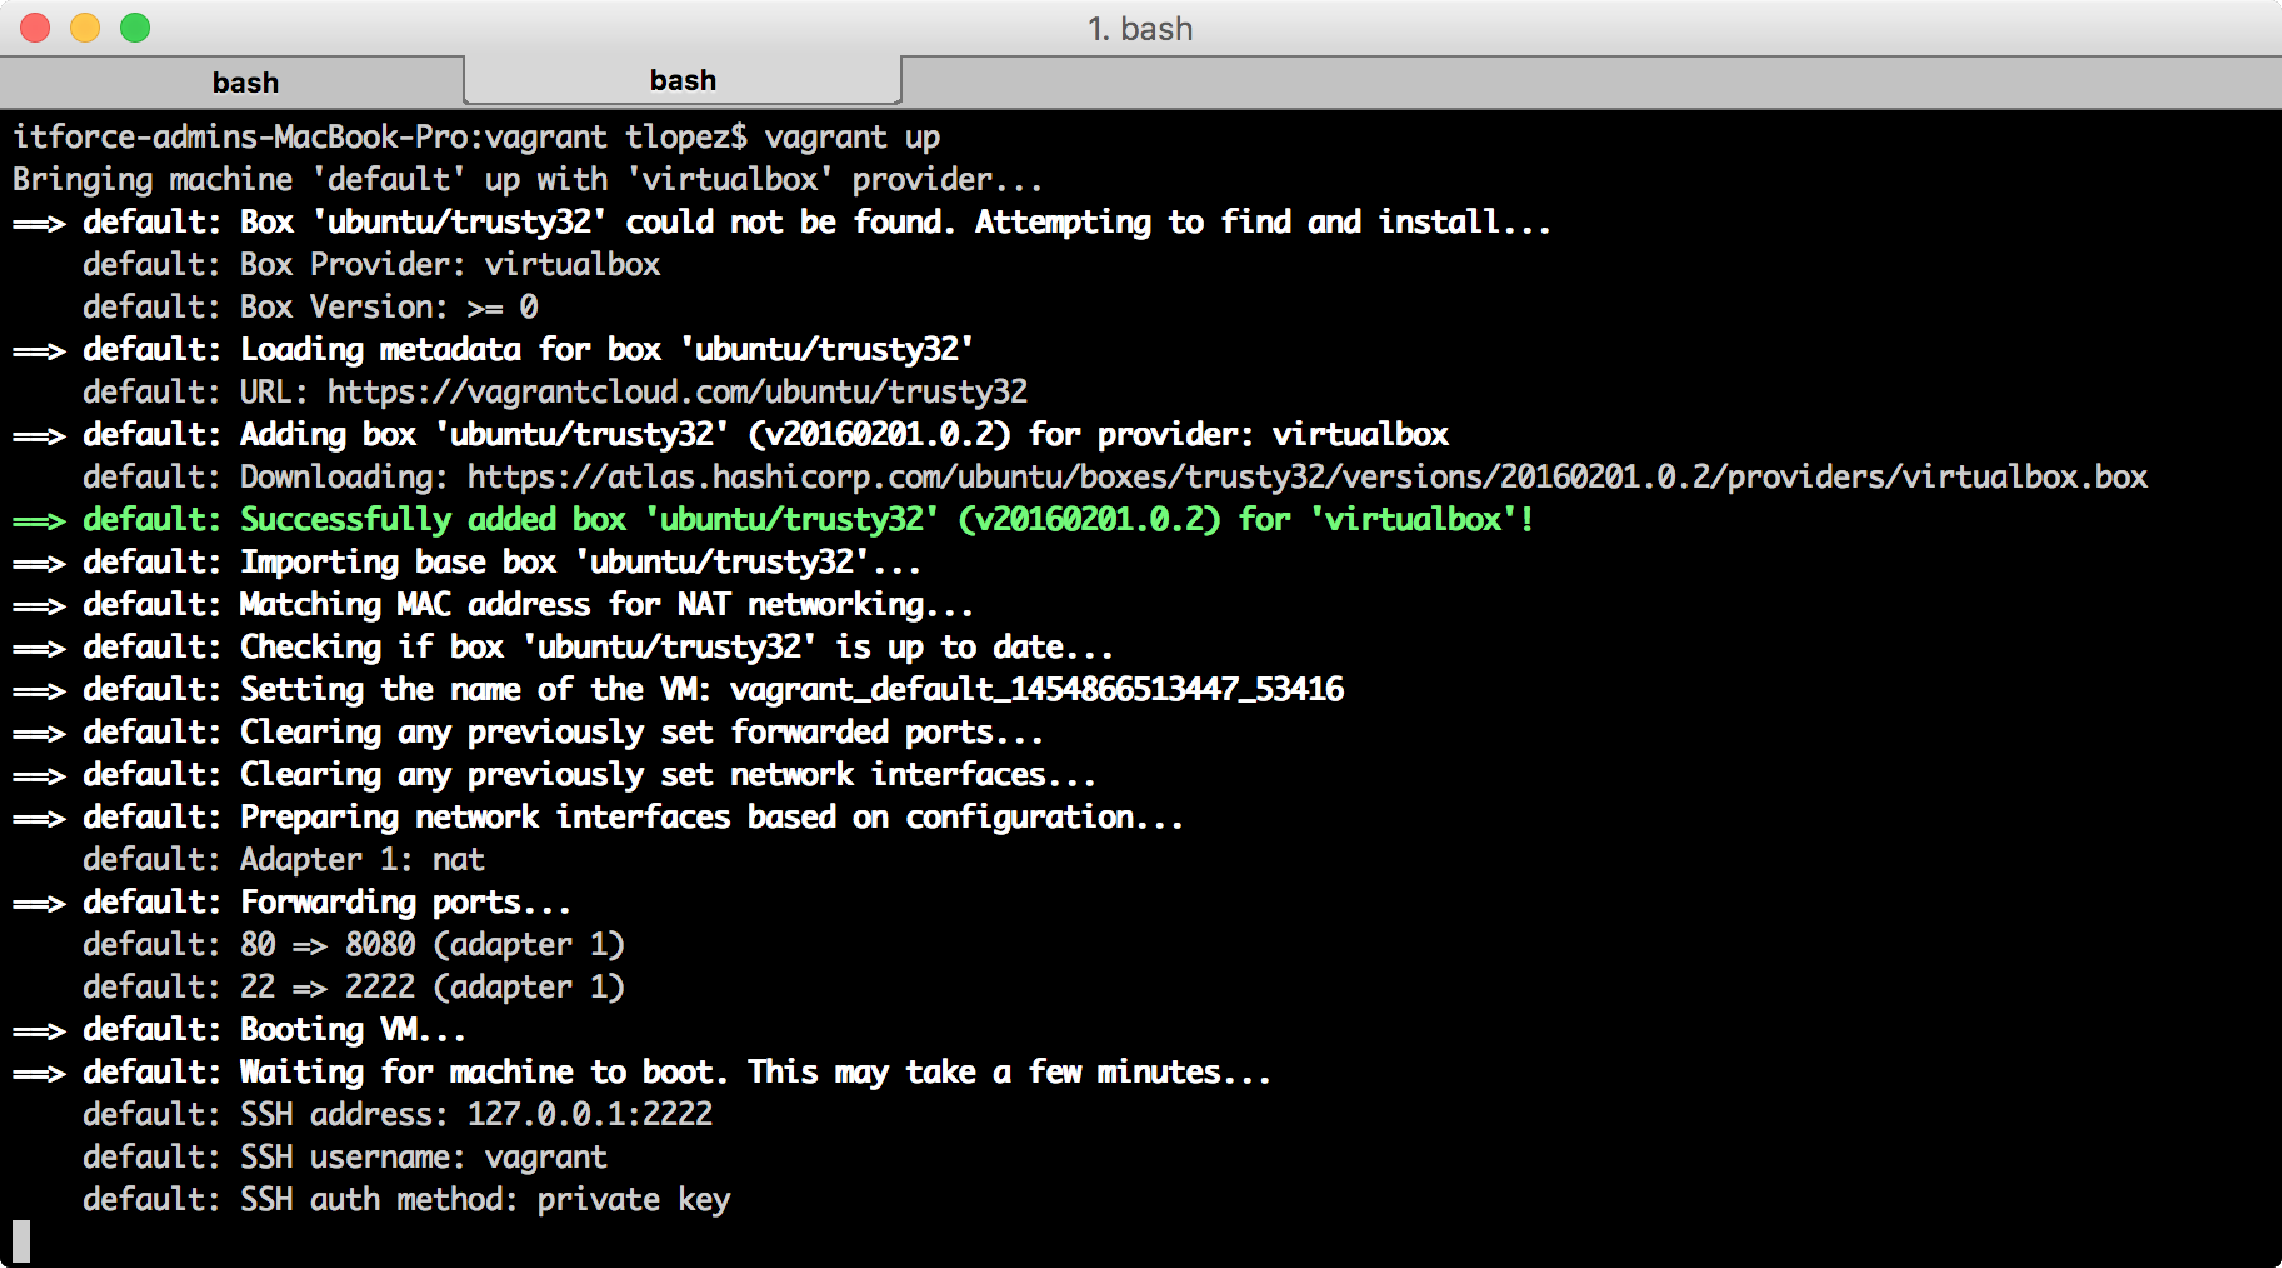 1. bash
bash bash
itforce-admins-MacBook-Pro:vagrant tlopez$ vagrant up
Bringing machine 'default' up with 'virtualbox' provider...
==> default: Box 'ubuntu/trusty32' could not be found. Attempting to find and install...
    default: Box Provider: virtualbox
    default: Box Version: >= 0
==> default: Loading metadata for box 'ubuntu/trusty32'
    default: URL: https://vagrantcloud.com/ubuntu/trusty32
==> default: Adding box 'ubuntu/trusty32' (v20160201.0.2) for provider: virtualbox
    default: Downloading: https://atlas.hashicorp.com/ubuntu/boxes/trusty32/versions/20160201.0.2/providers/virtualbox.box
==> default: Successfully added box 'ubuntu/trusty32' (v20160201.0.2) for 'virtualbox'!
==> default: Importing base box 'ubuntu/trusty32'...
==> default: Matching MAC address for NAT networking...
==> default: Checking if box 'ubuntu/trusty32' is up to date...
==> default: Setting the name of the VM: vagrant_default_1454866513447_53416
==> default: Clearing any previously set forwarded ports...
==> default: Clearing any previously set network interfaces...
==> default: Preparing network interfaces based on configuration...
    default: Adapter 1: nat
==> default: Forwarding ports...
    default: 80 => 8080 (adapter 1)
    default: 22 => 2222 (adapter 1)
==> default: Booting VM...
==> default: Waiting for machine to boot. This may take a few minutes...
    default: SSH address: 127.0.0.1:2222
    default: SSH username: vagrant
    default: SSH auth method: private key